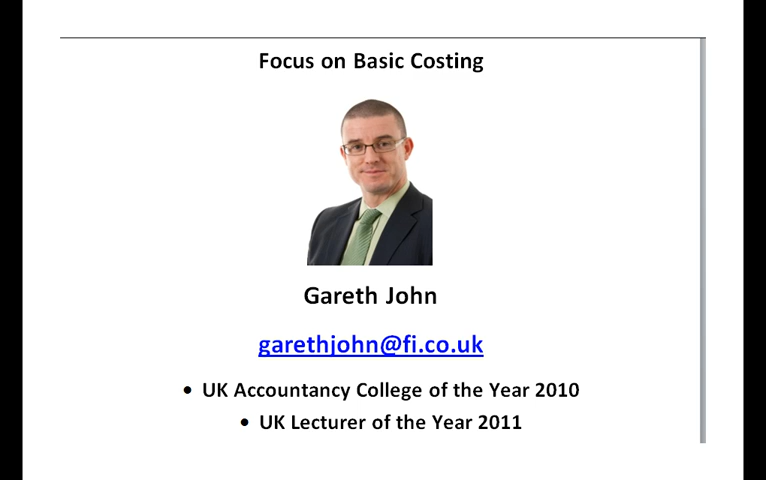 Focus on Basic Costing
Gareth John
garethjohn@fi.co.uk
• UK Accountancy College of the Year 2010
• UK Lecturer of the Year 2011